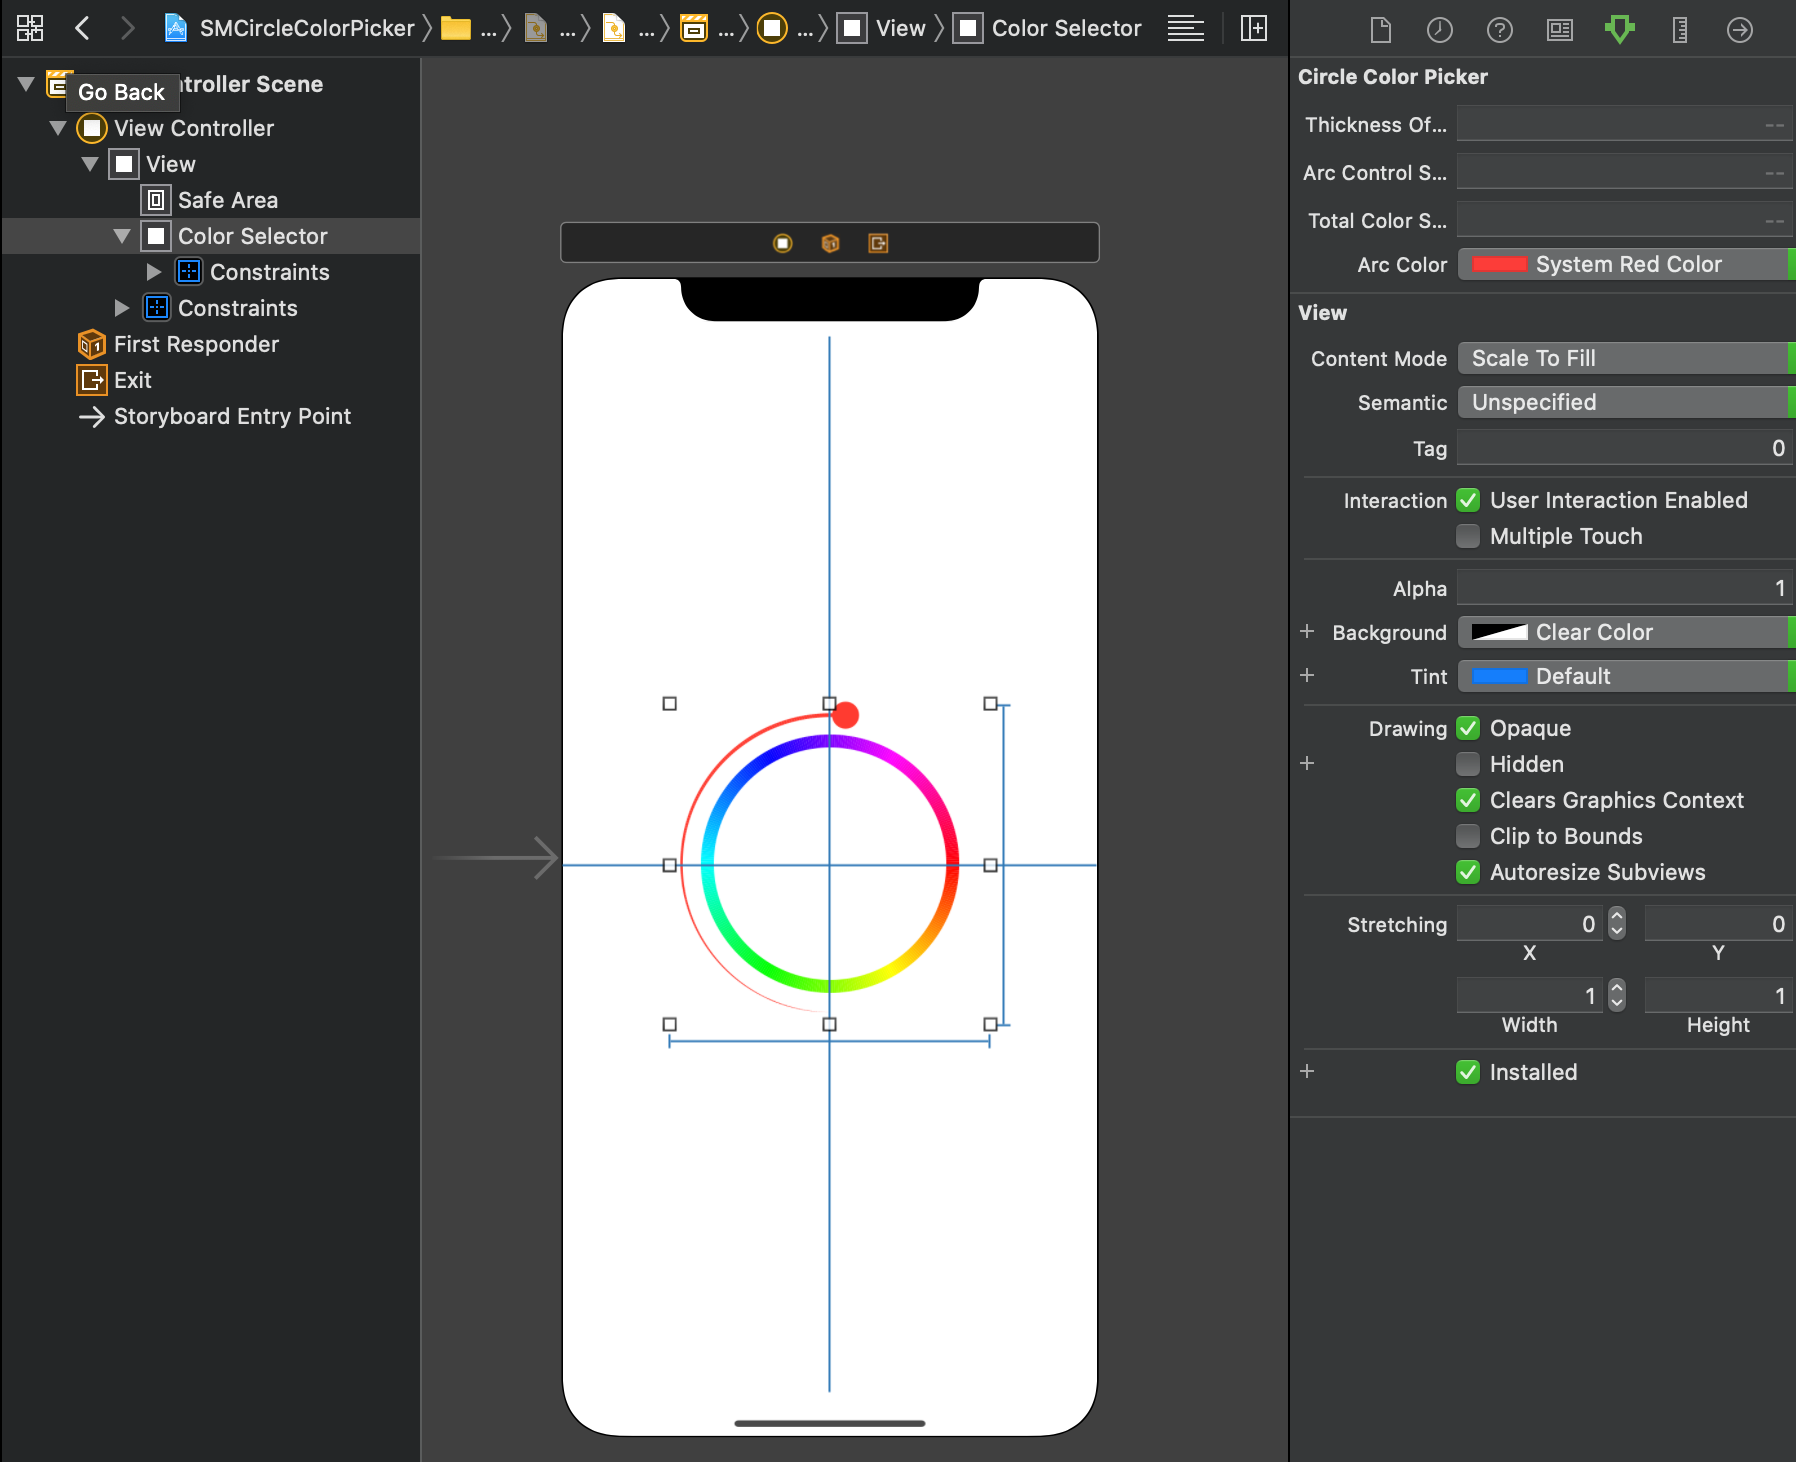 SMCircleColorPicker ... ... ... ... ... View Color Selector
Go Back
troller Scene
View Controller
View
Safe Area
Color Selector
Constraints
Constraints
First Responder
Exit
Storyboard Entry Point
Circle Color Picker
Thickness Of... --
Arc Control S... --
Total Color S... --
Arc Color System Red Color
View
Content Mode Scale To Fill
Semantic Unspecified
Tag 0
Interaction User Interaction Enabled
Multiple Touch
Alpha 1
+ Background Clear Color
+ Tint Default
Drawing Opaque
+ Hidden
Clears Graphics Context
Clip to Bounds
Autoresize Subviews
Stretching 0 0
X Y
1 1
Width Height
+ Installed